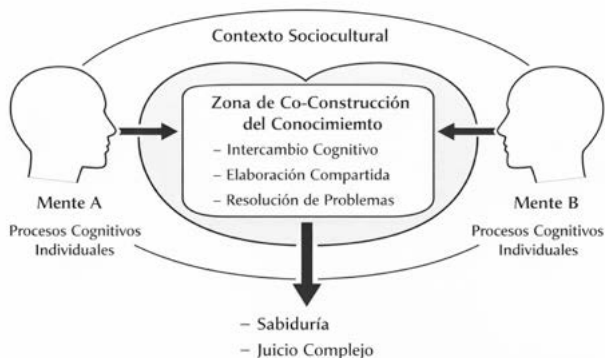 Contexto Sociocultural
Zona de Co-Construcción
del Conocimiemto
– Intercambio Cognitivo
– Elaboración Compartida
– Resolución de Problemas
Mente A
Procesos Cognitivos
Individuales
Mente B
Procesos Cognitivos
Individuales
– Sabiduría
– Juicio Complejo